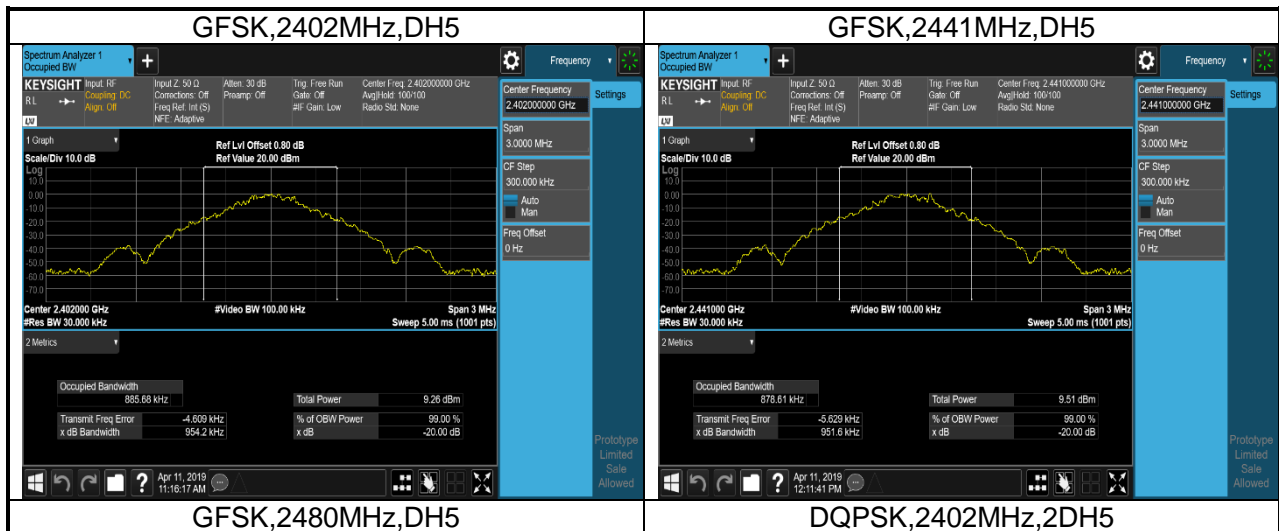 GFSK,2402MHz,DH5
Spectrum Analyzer 1
Occupied BW
+
Frequency
KEYSIGHT
Input: RF
Coupling: DC
Align: Off
Input Z: 50 Ω
Corrections: Off
Freq Ref: Int (S)
NFE: Adaptive
Atten: 30 dB
Preamp: Off
Trig: Free Run
Gate: Off
#IF Gain: Low
Center Freq: 2.402000000 GHz
Avg|Hold: 100/100
Radio Std: None
R L
Center Frequency
2.402000000 GHz
Settings
Span
3.0000 MHz
CF Step
300.000 kHz
Auto
Man
Freq Offset
0 Hz
1 Graph
Scale/Div 10.0 dB
Ref Lvl Offset 0.80 dB
Ref Value 20.00 dBm
Log
10.0
0.00
-10.0
-20.0
-30.0
-40.0
-50.0
-60.0
-70.0
Center 2.402000 GHz
#Video BW 100.00 kHz
Span 3 MHz
#Res BW 30.000 kHz
Sweep 5.00 ms (1001 pts)
2 Metrics
Occupied Bandwidth
885.68 kHz
Total Power 9.26 dBm
Transmit Freq Error -4.609 kHz
% of OBW Power 99.00 %
x dB Bandwidth 954.2 kHz
x dB -20.00 dB
Prototype
Limited
Sale
Allowed
?
Apr 11, 2019
11:16:17 AM
GFSK,2441MHz,DH5
Spectrum Analyzer 1
Occupied BW
+
Frequency
KEYSIGHT
Input: RF
Coupling: DC
Align: Off
Input Z: 50 Ω
Corrections: Off
Freq Ref: Int (S)
NFE: Adaptive
Atten: 30 dB
Preamp: Off
Trig: Free Run
Gate: Off
#IF Gain: Low
Center Freq: 2.441000000 GHz
Avg|Hold: 100/100
Radio Std: None
R L
Center Frequency
2.441000000 GHz
Settings
Span
3.0000 MHz
CF Step
300.000 kHz
Auto
Man
Freq Offset
0 Hz
1 Graph
Scale/Div 10.0 dB
Ref Lvl Offset 0.80 dB
Ref Value 20.00 dBm
Log
10.0
0.00
-10.0
-20.0
-30.0
-40.0
-50.0
-60.0
-70.0
Center 2.441000 GHz
#Video BW 100.00 kHz
Span 3 MHz
#Res BW 30.000 kHz
Sweep 5.00 ms (1001 pts)
2 Metrics
Occupied Bandwidth
878.61 kHz
Total Power 9.51 dBm
Transmit Freq Error -5.629 kHz
% of OBW Power 99.00 %
x dB Bandwidth 951.6 kHz
x dB -20.00 dB
Prototype
Limited
Sale
Allowed
?
Apr 11, 2019
12:11:41 PM
GFSK,2480MHz,DH5
DQPSK,2402MHz,2DH5